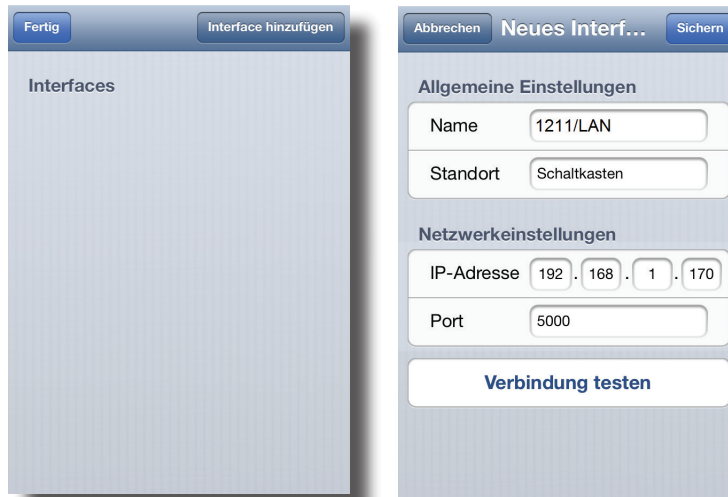 Fertig
Interface hinzufügen
Interfaces
Abbrechen
Neues Interf...
Sichern
Allgemeine Einstellungen
Name 1211/LAN
Standort Schaltkasten
Netzwerkeinstellungen
IP-Adresse 192 . 168 . 1 . 170
Port 5000
Verbindung testen